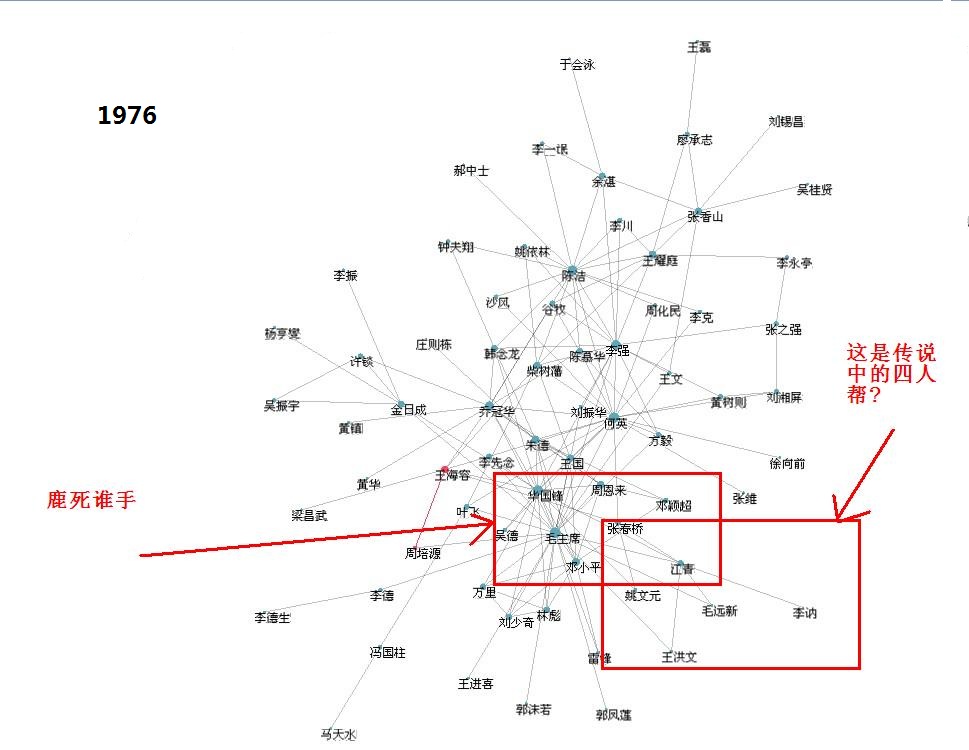 王磊
于会泳
1976
刘锡昌
廖承志
李一氓
郝中士
余湛
吴桂贤
张香山
李川
钟夫翔
姚依林
王耀庭
李永亭
李振
陈洁
沙风
谷牧
周化民
李克
杨亨燮
张之强
庄则栋
韩念龙
陈慕华
李强
这是传说
中的四人
帮?
许锬
柴树藩
王文
吴振宇
金日成
乔冠华
刘振华
何英
黄树则
刘湘屏
黄镇
朱德
方毅
李先念
王国
徐向前
王海容
黄华
华国锋
周恩来
张维
鹿死谁手
邓颖超
梁昌武
叶飞
吴德
毛主席
张春桥
周培源
邓小平
江青
李德
万里
姚文元
毛远新
李讷
李德生
刘少奇
林彪
冯国柱
雷锋
王洪文
王进喜
郭沫若
郭凤莲
马天水